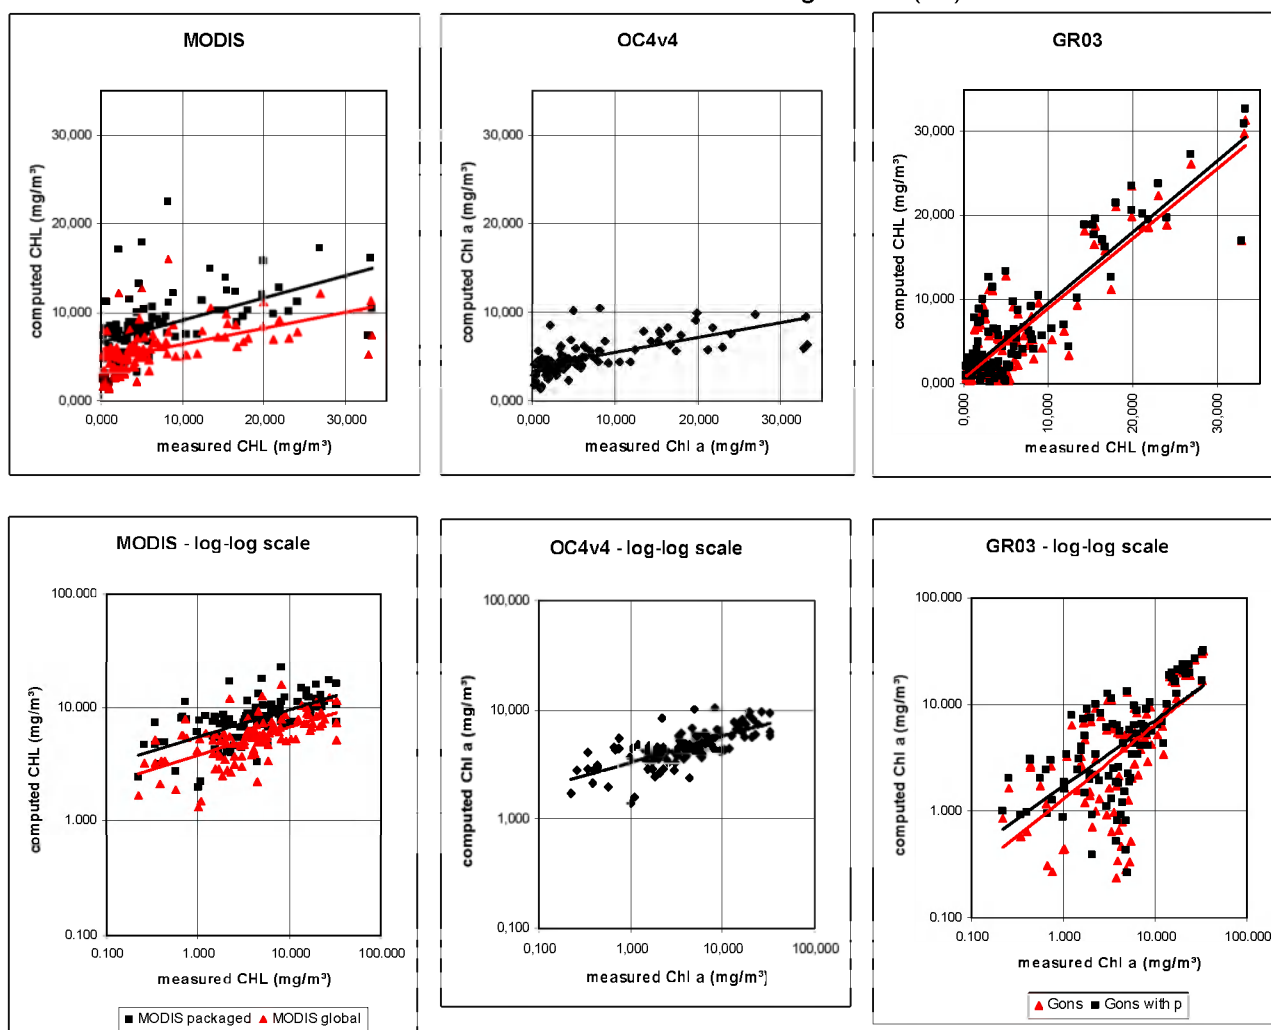 MODIS
30,000
20,000
10,000
0,000
0,000 10,000 20,000 30,000
computed CHL (mg/m³)
measured CHL (mg/m³)
OC4v4
30,000
20,000
10,000
0,000
0,000 10,000 20,000 30,000
computed Chl a (mg/m³)
measured Chl a (mg/m³)
GR03
30,000
20,000
10,000
0,000
0,000 10,000 20,000 30,000
computed CHL (mg/m³)
measured CHL (mg/m³)
MODIS - log-log scale
100.000
10.000
1.000
0.100
0.100 1.000 10.000 100.000
computed CHL (mg/m³)
measured CHL (mg/m³)
MODIS packaged MODIS global
OC4v4 - log-log scale
100,000
10,000
1,000
0,100
0.100 1,000 10,000 100,000
computed Chl a (mg/m³)
measured Chl a (mg/m³)
GR03 - log-log scale
100.000
10.000
1.000
0.100
0.100 1.000 10.000 100.000
computed Chl a (mg/m³)
measured Chl a (mg/m³)
Gons Gons with p